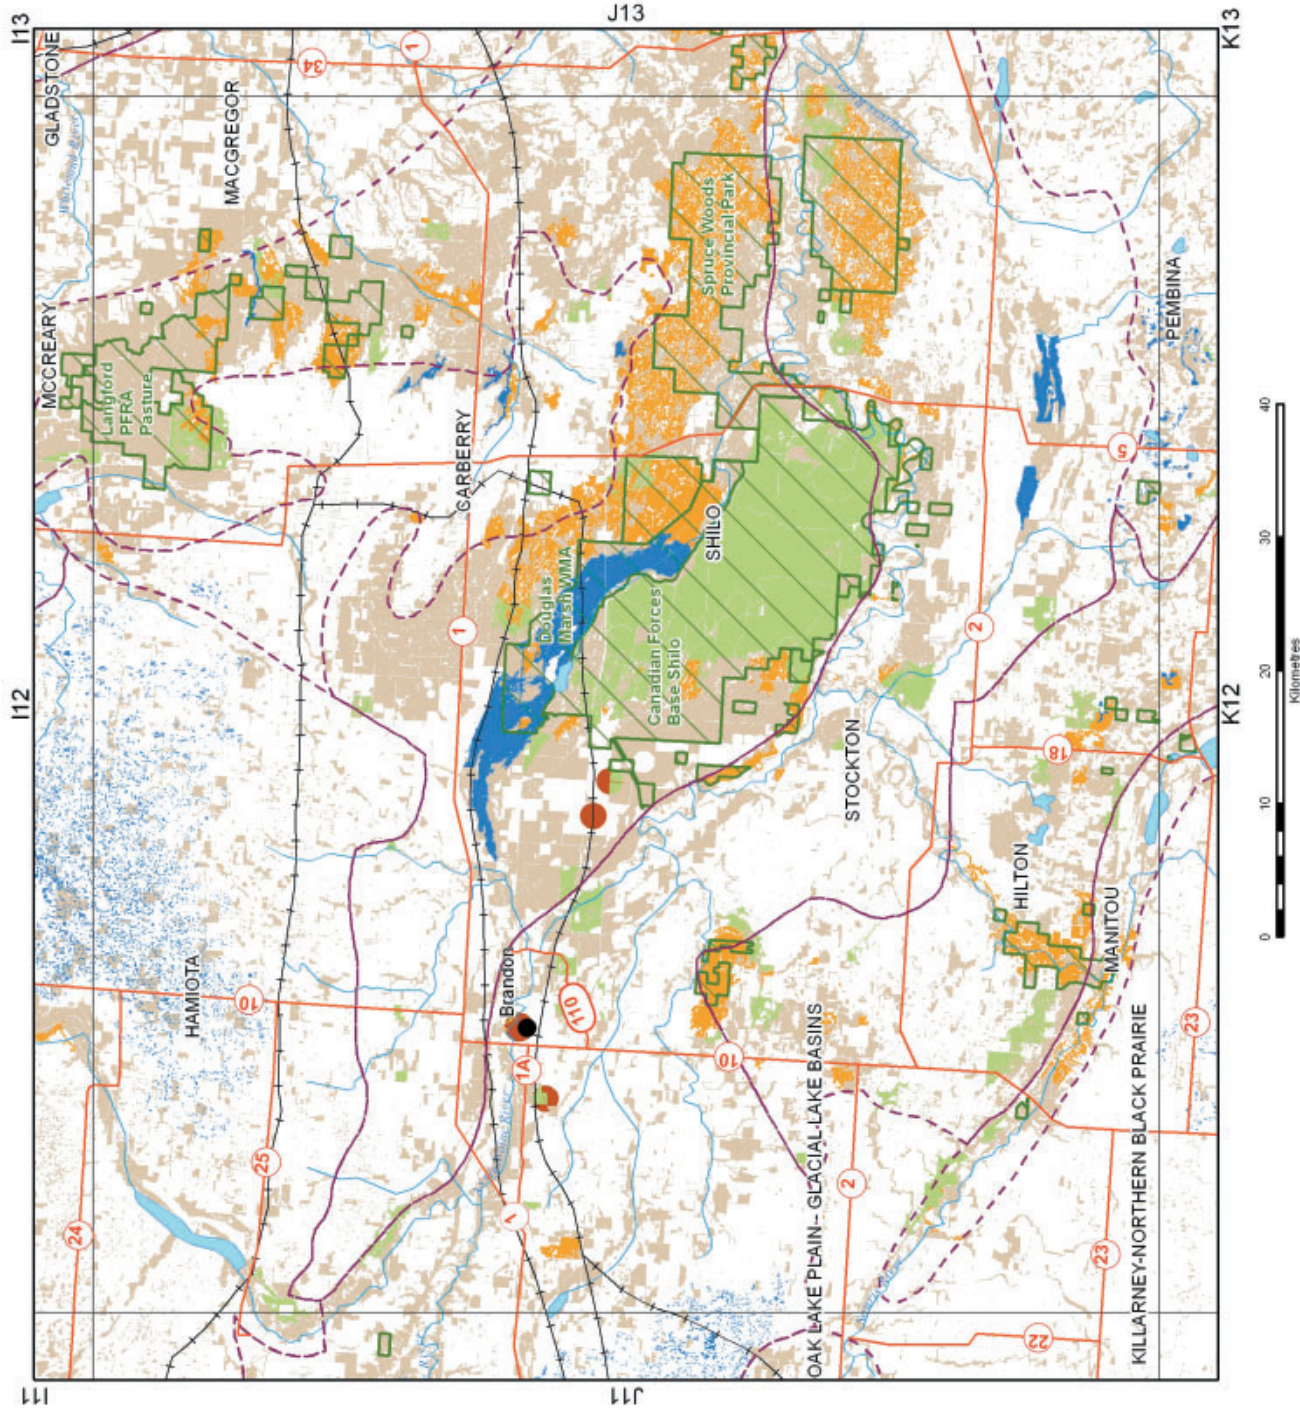 I11
I12
I13
J13
J11
K12
K13
GLADSTONE
MCCREARY
MACGREGOR
Langford
PFRA
Pasture
HAMIOTA
CARBERRY
Brandon
Douglas
Marsh WMA
SHILO
Canadian Forces
Base Shilo
Spruce Woods
Provincial Park
STOCKTON
OAK LAKE PLAIN-- GLACIAL LAKE BASINS
HILTON
MANITOU
PEMBINA
KILLARNEY-NORTHERN BLACK PRAIRIE
24
25
10
34
1
1
1A
110
V
10
2
2
5
18
22
23
23
0 10 20 30 40
Kilometres